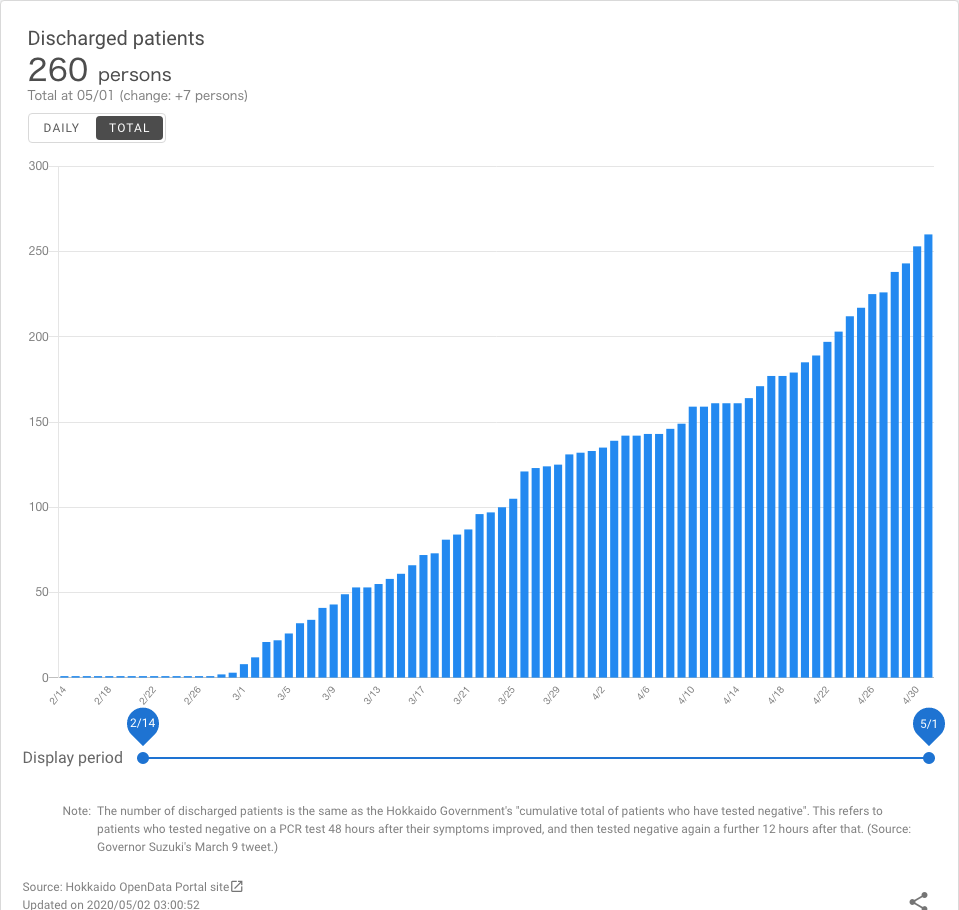 Discharged patients
260 persons
Total at 05/01 (change: +7 persons)
DAILY TOTAL
300
250
200
150
100
50
0
2/14 2/18 2/22 2/26 3/1 3/5 3/9 3/13 3/17 3/21 3/25 3/29 4/2 4/6 4/10 4/14 4/18 4/22 4/26 4/30
2/14 5/1
Display period
Note: The number of discharged patients is the same as the Hokkaido Government's "cumulative total of patients who have tested negative". This refers to
patients who tested negative on a PCR test 48 hours after their symptoms improved, and then tested negative again a further 12 hours after that. (Source:
Governor Suzuki's March 9 tweet.)
Source: Hokkaido OpenData Portal site
Updated on 2020/05/02 03:00:52